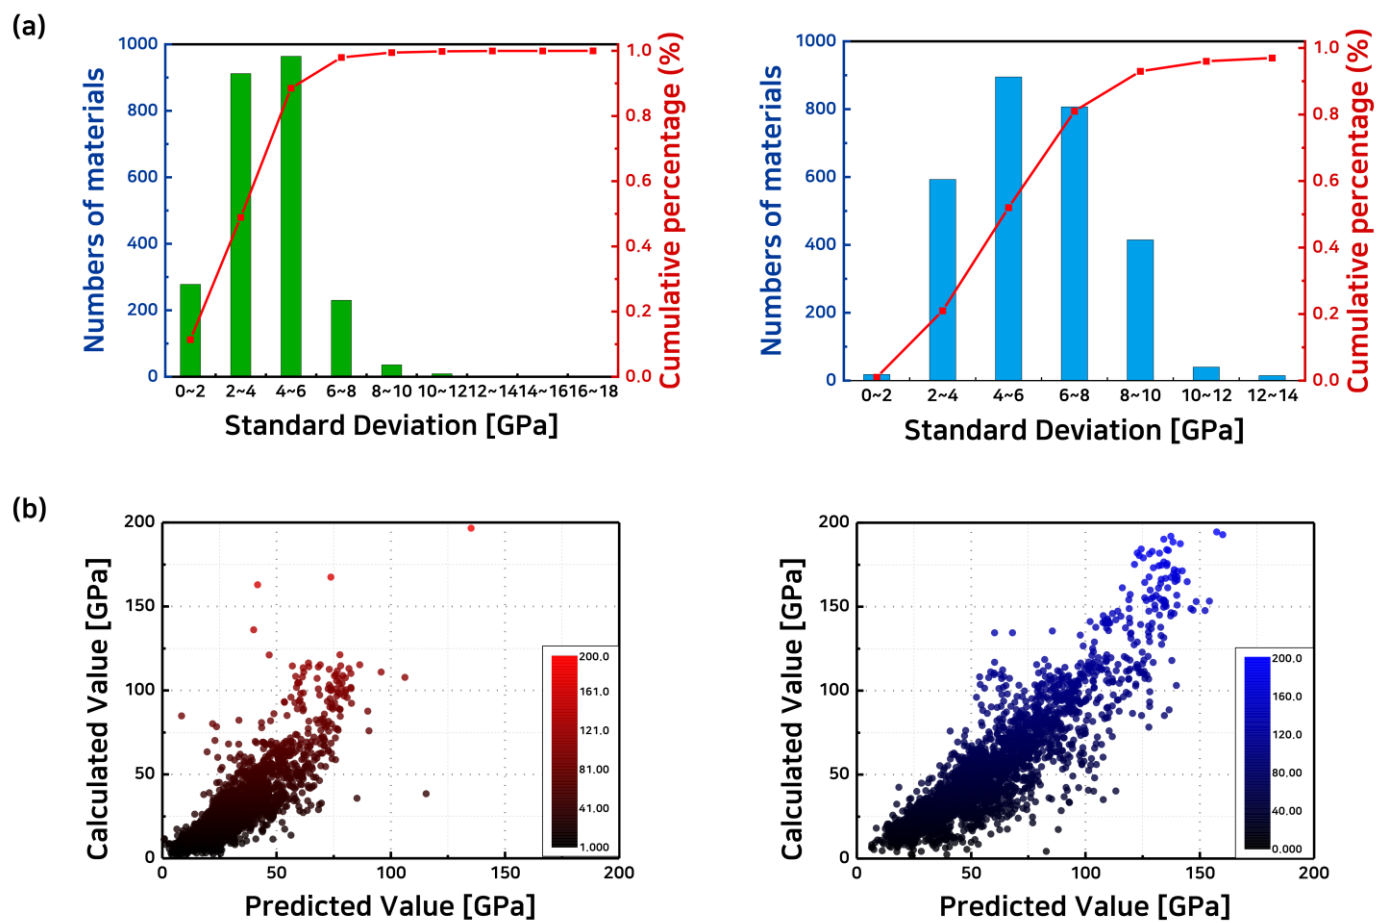 (a)
Numbers of materials
1000
800
600
400
200
0
0~2 2~4 4~6 6~8 8~10 10~12 12~14 14~16 16~18
Standard Deviation [GPa]
1.0
0.8
0.6
0.4
0.2
0.0
Cumulative percentage (%)
Numbers of materials
1000
800
600
400
200
0
0~2 2~4 4~6 6~8 8~10 10~12 12~14
Standard Deviation [GPa]
1.0
0.8
0.6
0.4
0.2
0.0
Cumulative percentage (%)
(b)
Calculated Value [GPa]
200
150
100
50
0
0 50 100 150 200
Predicted Value [GPa]
200.0
161.0
121.0
81.00
41.00
1.000
Calculated Value [GPa]
200
150
100
50
0
0 50 100 150 200
Predicted Value [GPa]
200.0
160.0
120.0
80.00
40.00
0.000